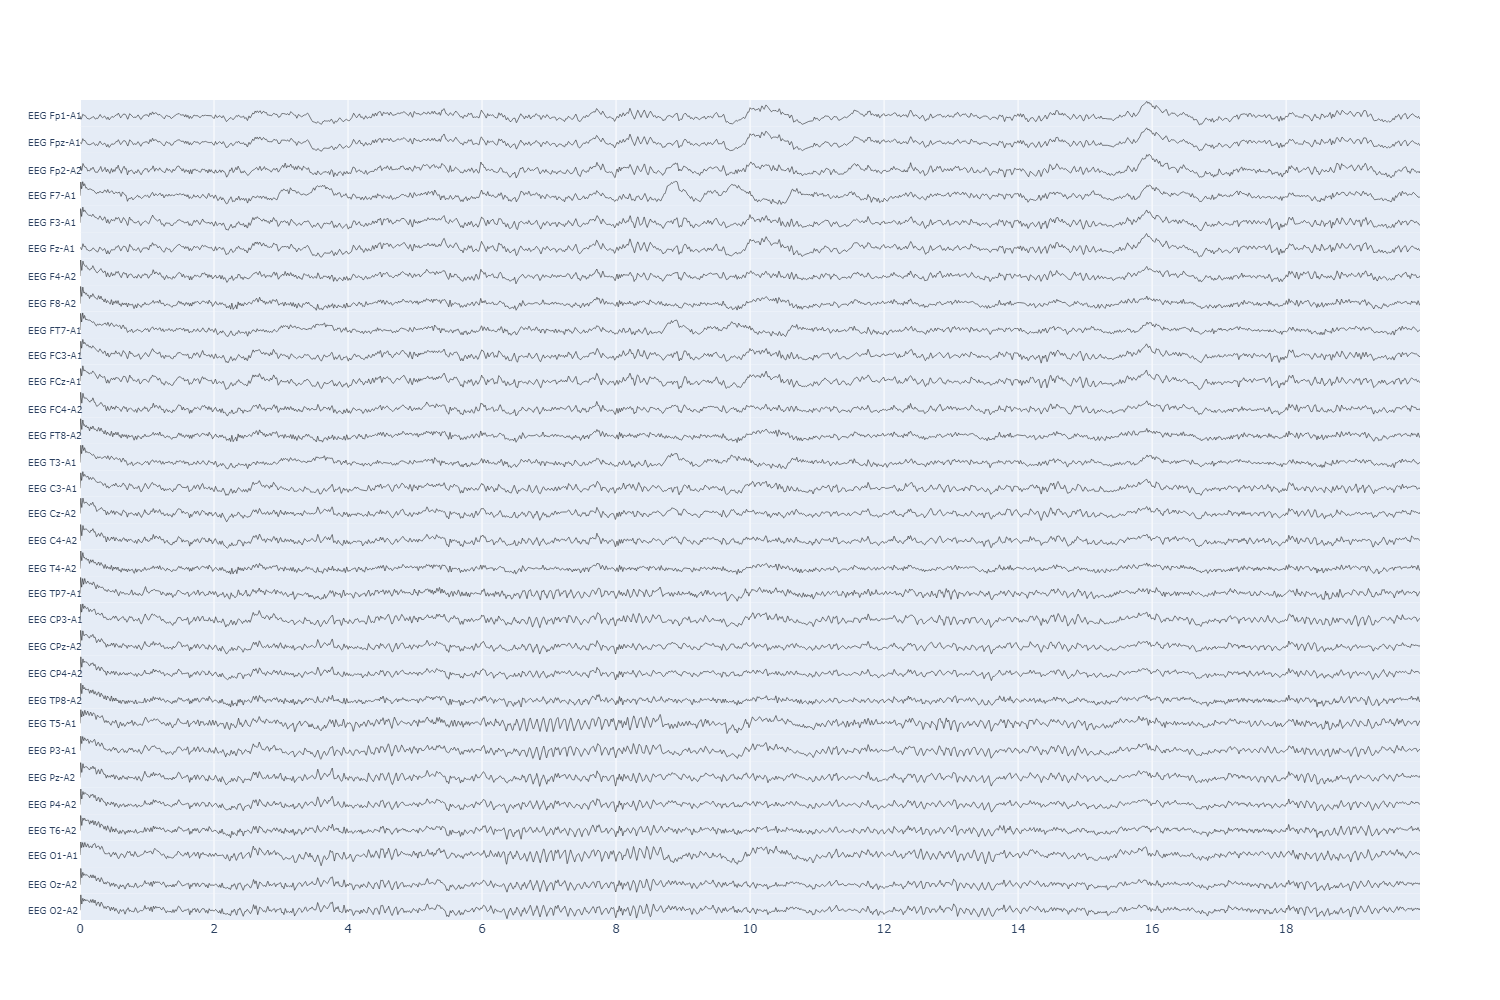 EEG Fp1-A1
EEG Fpz-A1
EEG Fp2-A2
EEG F7-A1
EEG F3-A1
EEG Fz-A1
EEG F4-A2
EEG F8-A2
EEG FT7-A1
EEG FC3-A1
EEG FCz-A1
EEG FC4-A2
EEG FT8-A2
EEG T3-A1
EEG C3-A1
EEG Cz-A2
EEG C4-A2
EEG T4-A2
EEG TP7-A1
EEG CP3-A1
EEG CPz-A2
EEG CP4-A2
EEG TP8-A2
EEG T5-A1
EEG P3-A1
EEG Pz-A2
EEG P4-A2
EEG T6-A2
EEG O1-A1
EEG Oz-A2
EEG O2-A2
0 2 4 6 8 10 12 14 16 18